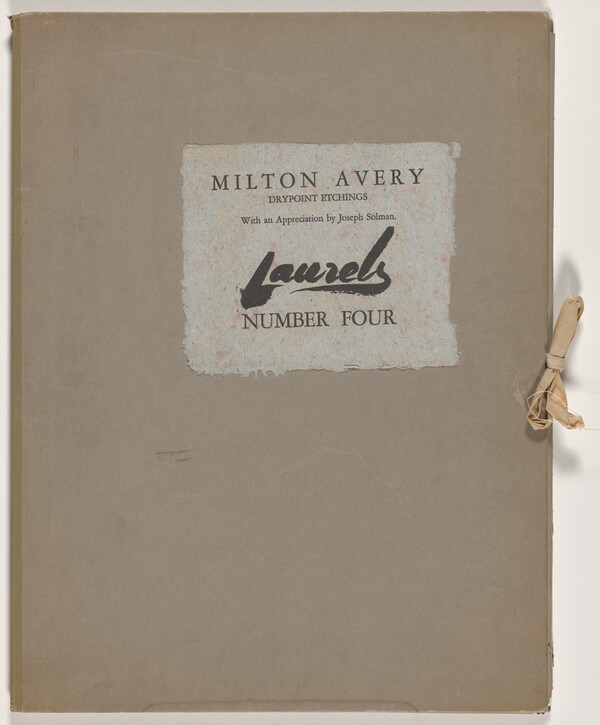 MILTON AVERY
DRYPOINT ETCHINGS
With an Appreciation by Joseph Solman.
Laurels
NUMBER FOUR